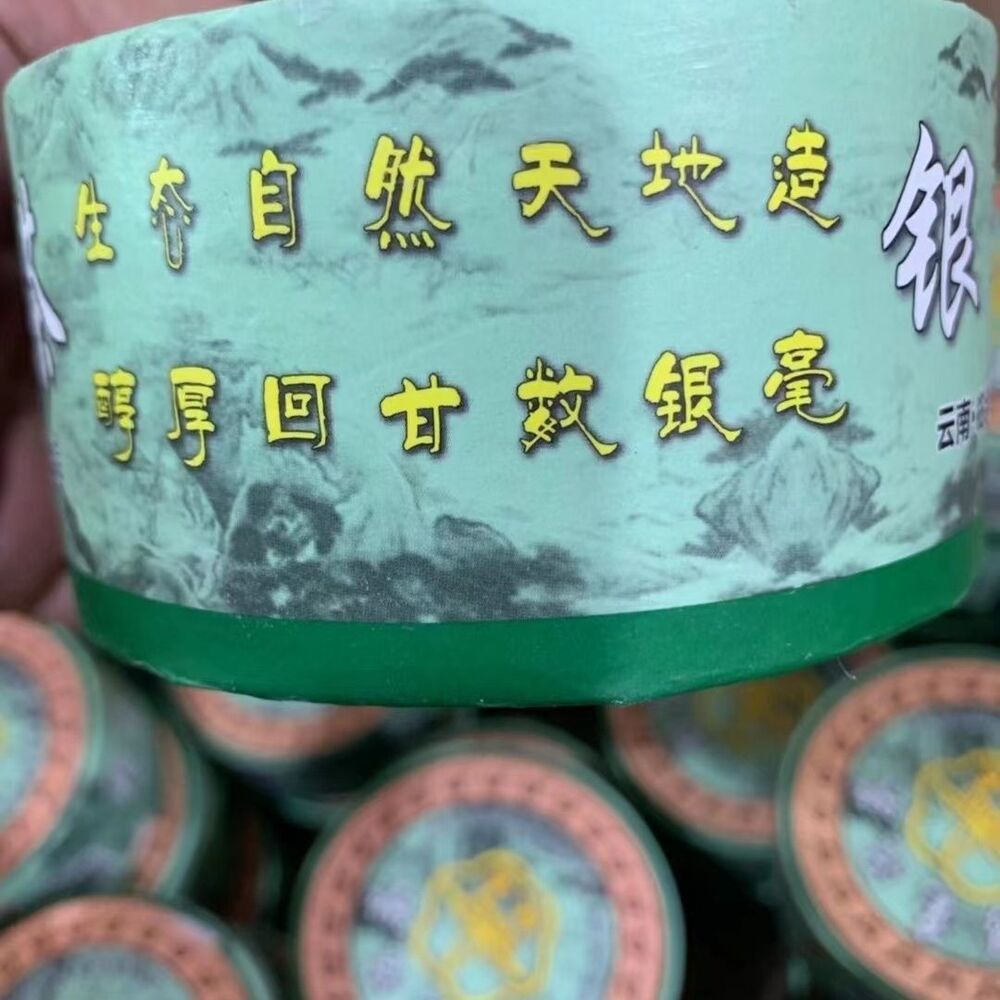 生态自然天地造
醇厚回甘数银毫
银
云南